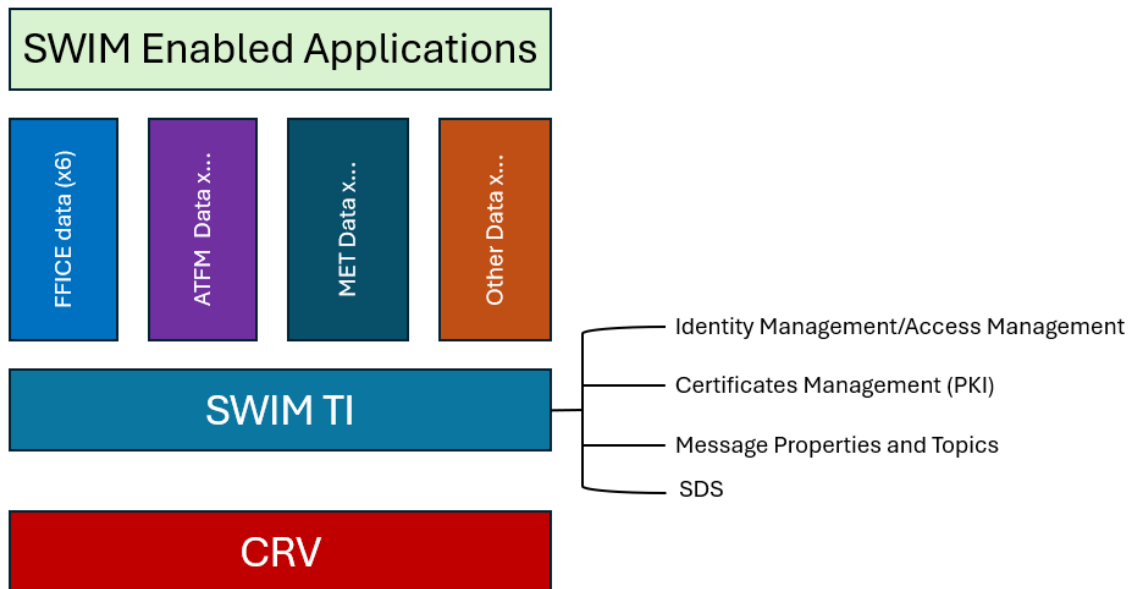 SWIM Enabled Applications
FFICE data (x6)
ATFM Data x...
MET Data x...
Other Data x...
SWIM TI
Identity Management/Access Management
Certificates Management (PKI)
Message Properties and Topics
SDS
CRV